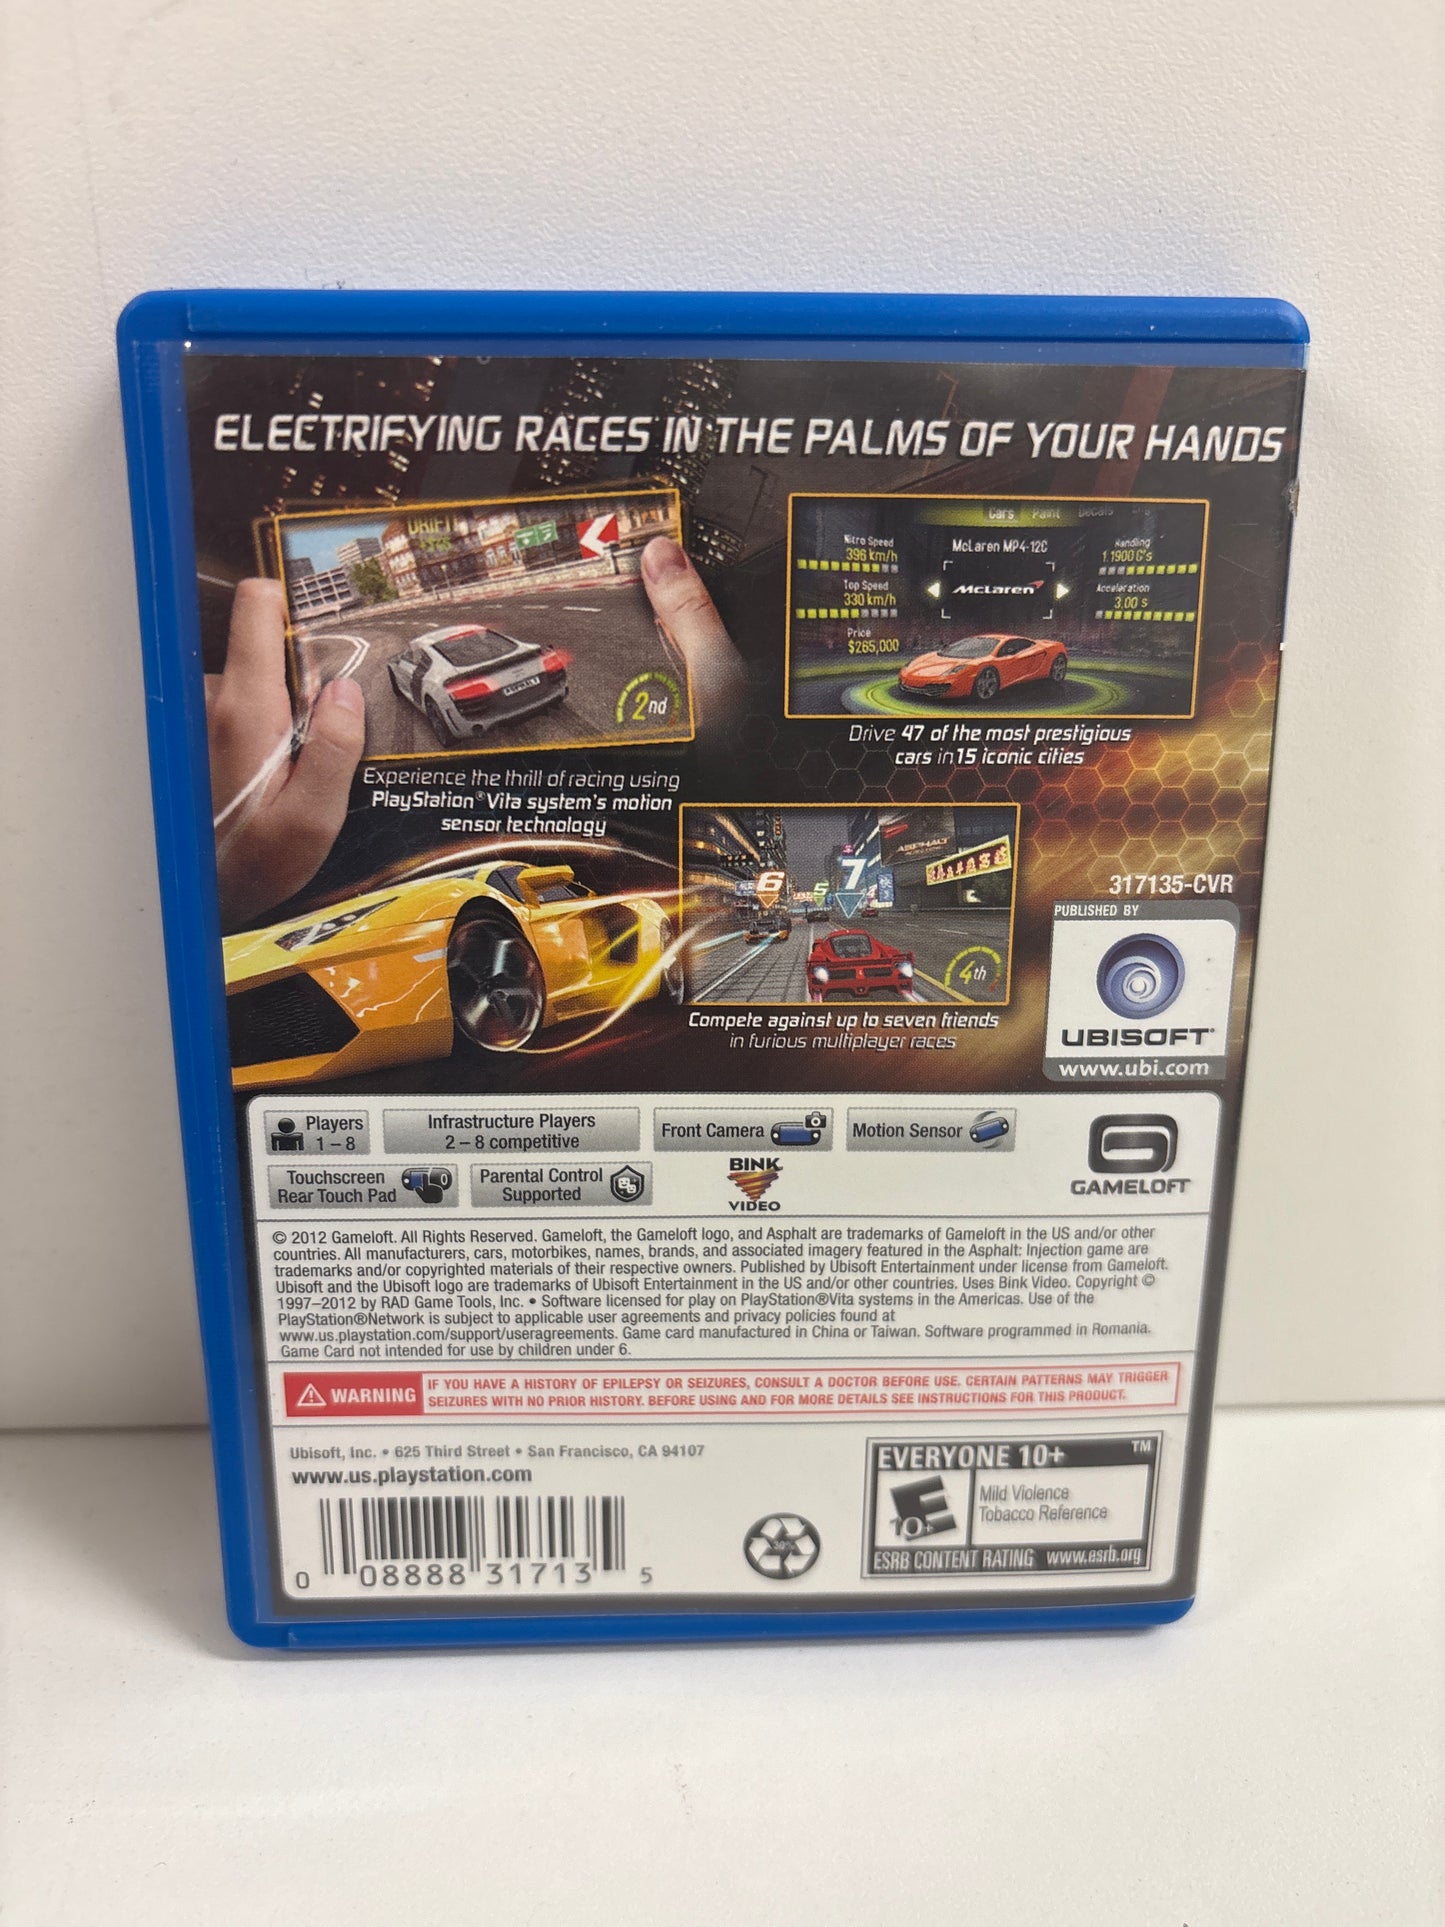 ELECTRIFYING RACES IN THE PALMS OF YOUR HANDS
DRIFT
2nd
Experience the thrill of racing using
PlayStation®Vita system's motion
sensor technology
Cars Paint Decals
Nitro Speed
396 km/h
Top Speed
330 km/h
Price
$265,000
McLaren MP4-12C
McLaren
Handling
1.1900 G's
Acceleration
3.00 s
Drive 47 of the most prestigious
cars in 15 iconic cities
6
5
7
4
ASPHALT
4th
Compete against up to seven friends
in furious multiplayer races
317135-CVR
PUBLISHED BY
UBISOFT
www.ubi.com
Players
1 – 8
Infrastructure Players
2 – 8 competitive
Front Camera
Motion Sensor
Touchscreen
Rear Touch Pad
Parental Control
Supported
BINK
VIDEO
GAMELOFT
© 2012 Gameloft. All Rights Reserved. Gameloft, the Gameloft logo, and Asphalt are trademarks of Gameloft in the US and/or other
countries. All manufacturers, cars, motorbikes, names, brands, and associated imagery featured in the Asphalt: Injection game are
trademarks and/or copyrighted materials of their respective owners. Published by Ubisoft Entertainment under license from Gameloft.
Ubisoft and the Ubisoft logo are trademarks of Ubisoft Entertainment in the US and/or other countries. Uses Bink Video. Copyright ©
1997–2012 by RAD Game Tools, Inc. • Software licensed for play on PlayStation®Vita systems in the Americas. Use of the
PlayStation®Network is subject to applicable user agreements and privacy policies found at
www.us.playstation.com/support/useragreements. Game card manufactured in China or Taiwan. Software programmed in Romania.
Game Card not intended for use by children under 6.
WARNING
IF YOU HAVE A HISTORY OF EPILEPSY OR SEIZURES, CONSULT A DOCTOR BEFORE USE. CERTAIN PATTERNS MAY TRIGGER
SEIZURES WITH NO PRIOR HISTORY. BEFORE USING AND FOR MORE DETAILS SEE INSTRUCTIONS FOR THIS PRODUCT.
Ubisoft, Inc. • 625 Third Street • San Francisco, CA 94107
www.us.playstation.com
0 08888 31713 5
30%
EVERYONE 10+ ™
E
10+
Mild Violence
Tobacco Reference
ESRB CONTENT RATING www.esrb.org